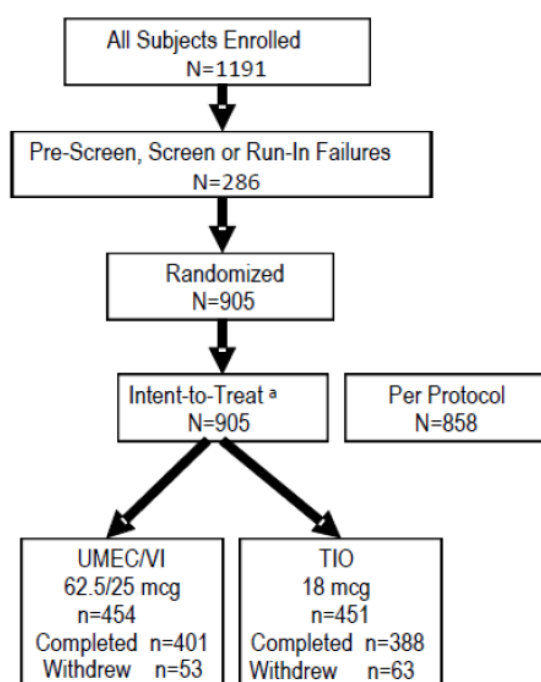 All Subjects Enrolled
N=1191
Pre-Screen, Screen or Run-In Failures
N=286
Randomized
N=905
Intent-to-Treat ª
N=905
Per Protocol
N=858
UMEC/VI
62.5/25 mcg
n=454
Completed n=401
Withdrew n=53
TIO
18 mcg
n=451
Completed n=388
Withdrew n=63